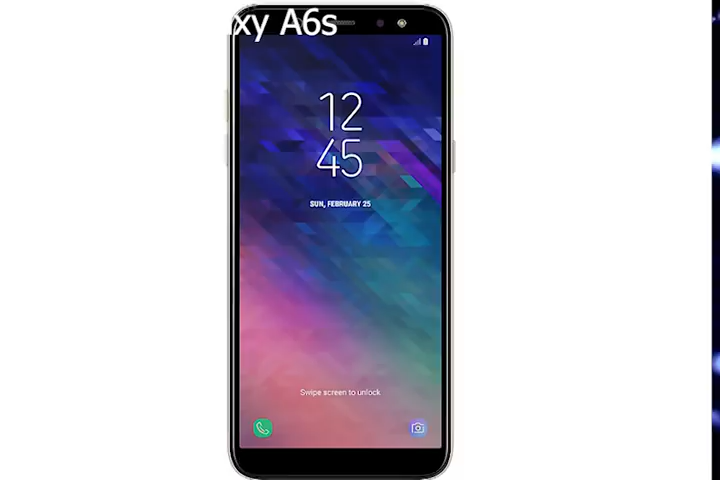 xy A6s
12
45
SUN, FEBRUARY 25
Swipe screen to unlock